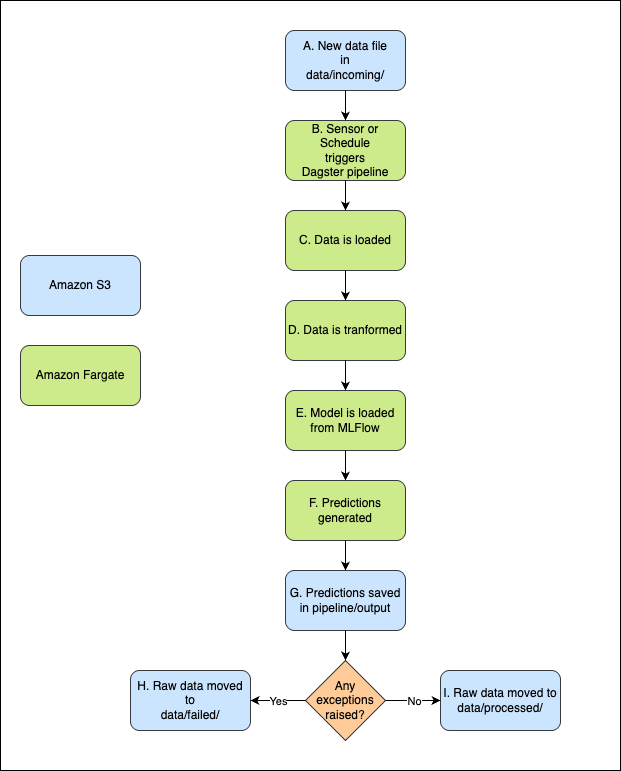 A. New data file
in
data/incoming/
B. Sensor or
Schedule
triggers
Dagster pipeline
C. Data is loaded
Amazon S3
D. Data is tranformed
Amazon Fargate
E. Model is loaded
from MLFlow
F. Predictions
generated
G. Predictions saved
in pipeline/output
H. Raw data moved
to
data/failed/
Yes
Any
exceptions
raised?
No
I. Raw data moved to
data/processed/